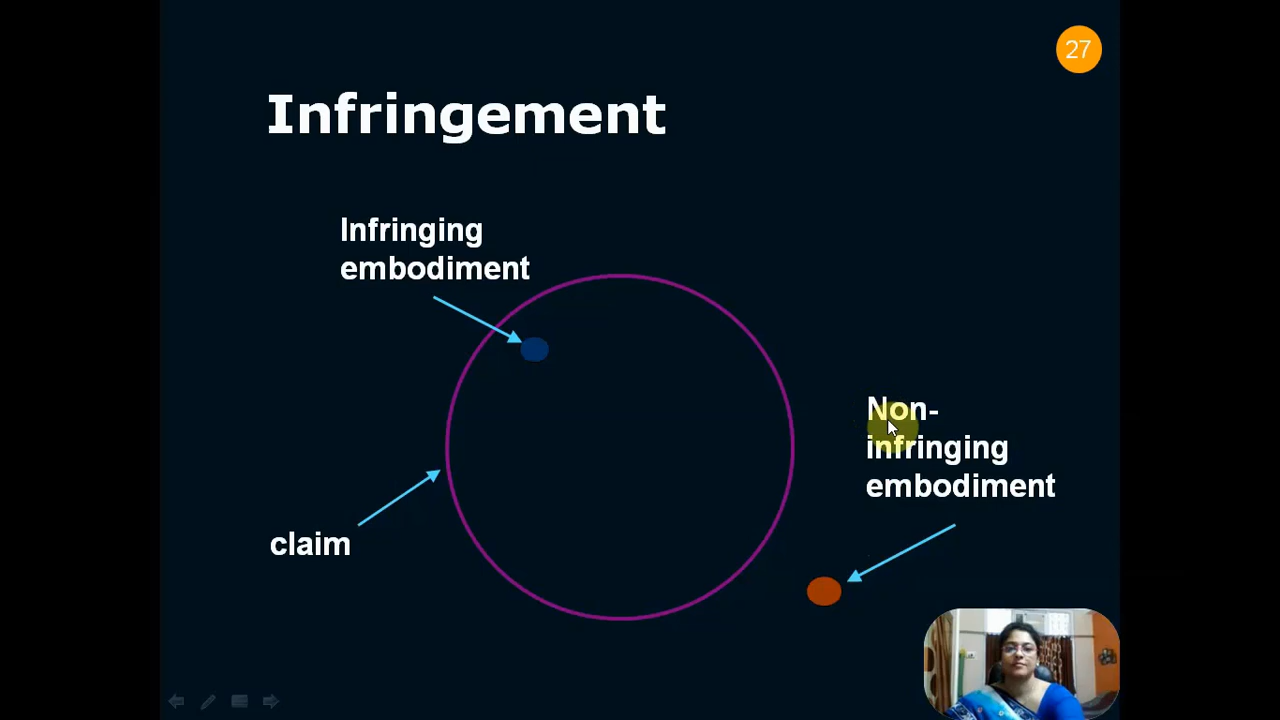 27
Infringement
Infringing
embodiment
Non-
infringing
embodiment
claim